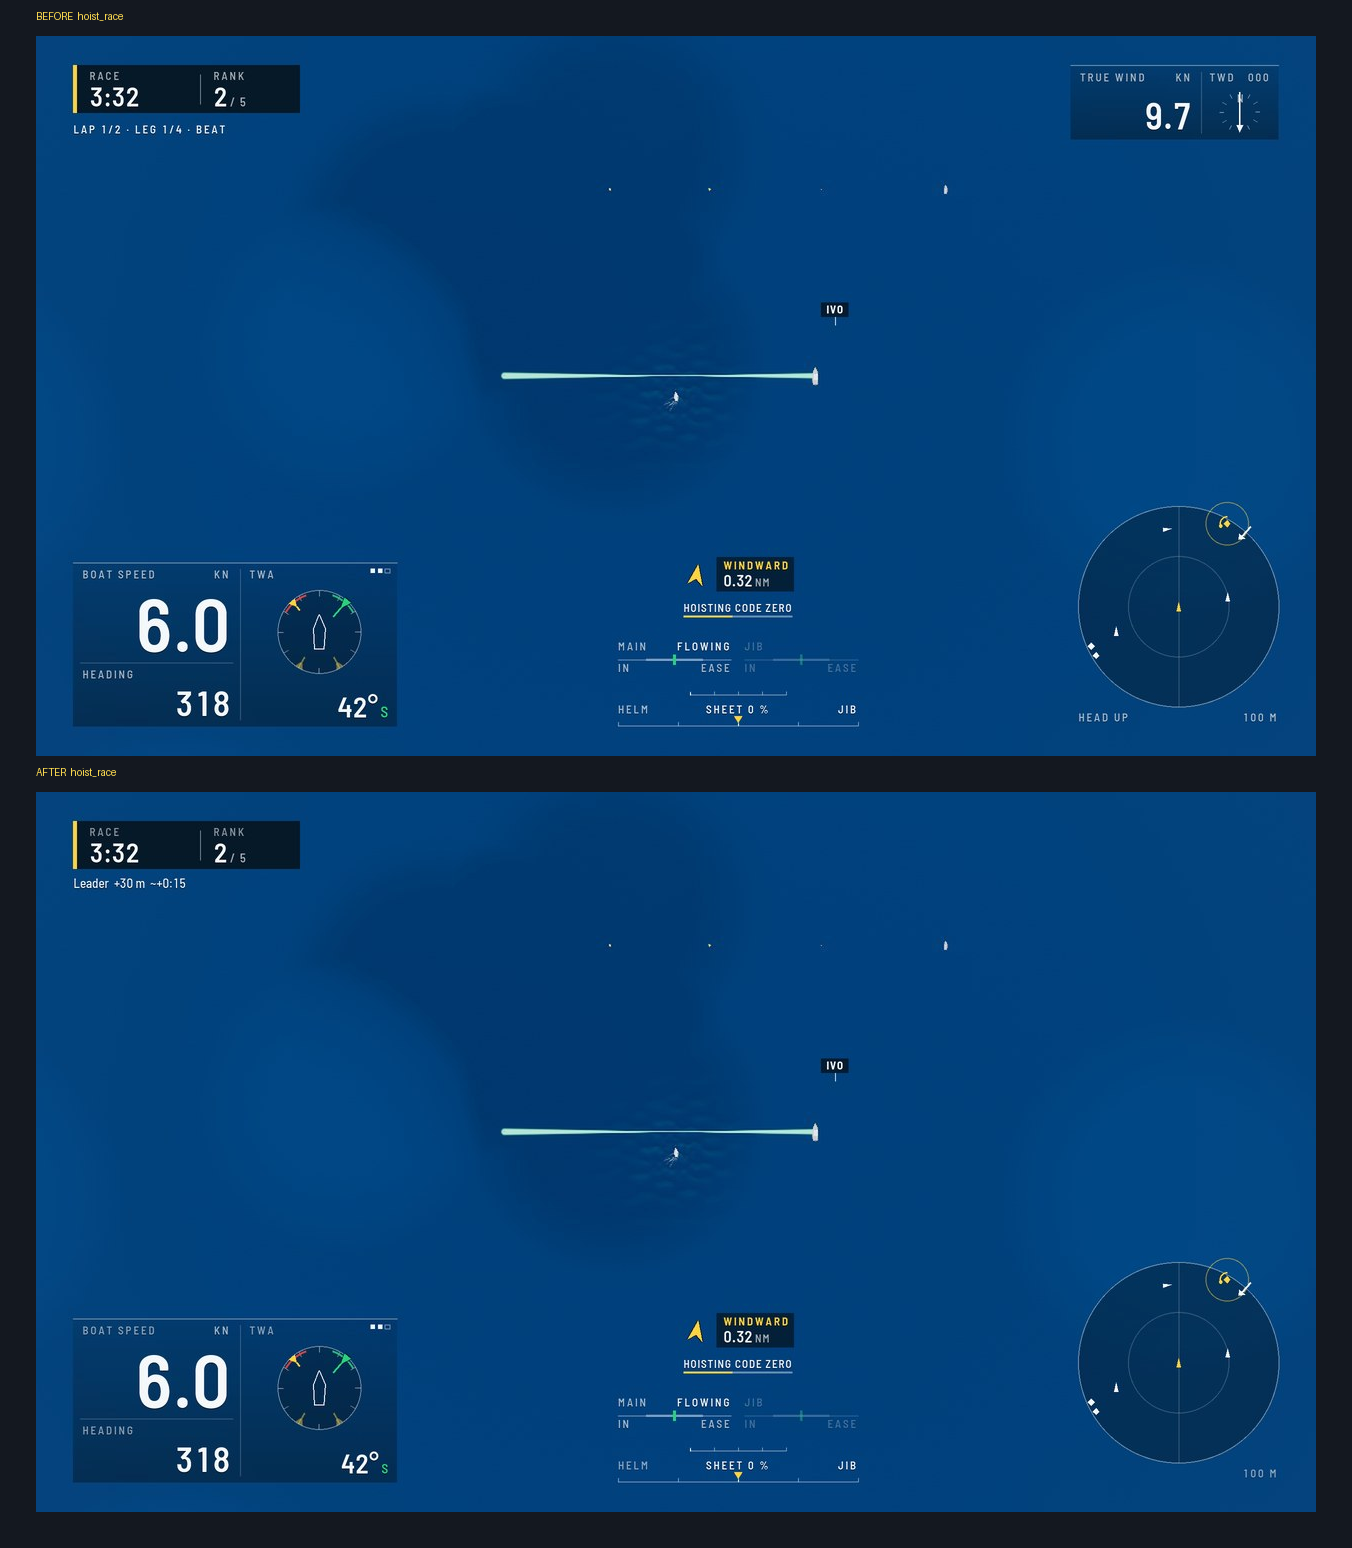 BEFORE hoist_race
RACE RANK
3:32 2 / 5
LAP 1/2 · LEG 1/4 · BEAT
TRUE WIND KN TWD 000
N
9.7
IVO
BOAT SPEED KN TWA
6.0
HEADING
318 42° S
WINDWARD
0.32 NM
HOISTING CODE ZERO
MAIN FLOWING JIB
IN EASE IN EASE
HELM SHEET 0 % JIB
HEAD UP 100 M
AFTER hoist_race
RACE RANK
3:32 2 / 5
Leader +30 m ~+0:15
IVO
BOAT SPEED KN TWA
6.0
HEADING
318 42° S
WINDWARD
0.32 NM
HOISTING CODE ZERO
MAIN FLOWING JIB
IN EASE IN EASE
HELM SHEET 0 % JIB
100 M